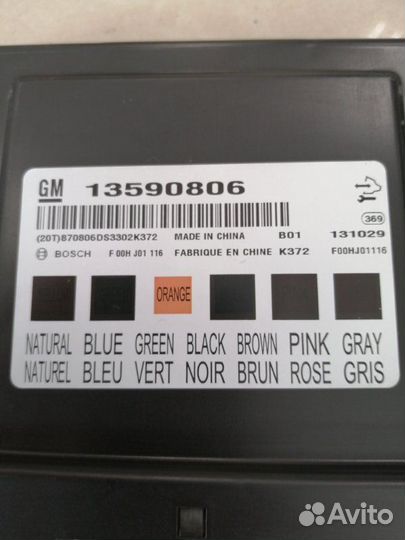 GM 13590806
369
(20T)870806DS3302K372 MADE IN CHINA B01 131029
BOSCH F 00H J01 116 FABRIQUE EN CHINE K372 F00HJ01116
ORANGE
NATURAL BLUE GREEN BLACK BROWN PINK GRAY
NATUREL BLEU VERT NOIR BRUN ROSE GRIS
Avito